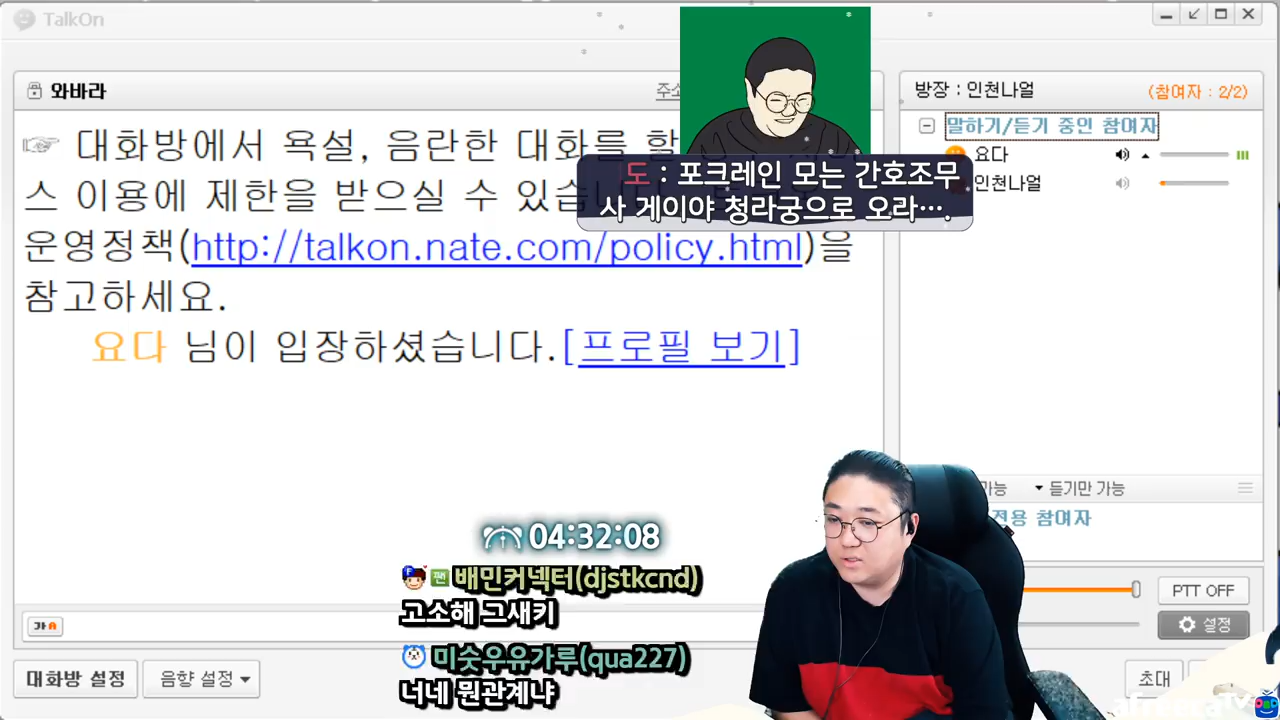 TalkOn
와바라
주소
방장 : 인천나얼
(참여자 : 2/2)
☞ 대화방에서 욕설, 음란한 대화를 할
스 이용에 제한을 받으실 수 있습니
운영정책(http://talkon.nate.com/policy.html)을
참고하세요.
요다 님이 입장하셨습니다.[프로필 보기]
도 : 포크레인 모는 간호조무
사 게이야 청라궁으로 오라….
말하기/듣기 중인 참여자
요다
인천나얼
가능
듣기만 가능
전용 참여자
04:32:08
팬 배민커넥터(djstkcnd)
고소해 그새키
미숫우유가루(qua227)
너네 뭔관계냐
PTT OFF
설정
가A
대화방 설정
음향 설정
초대
afreecaTV